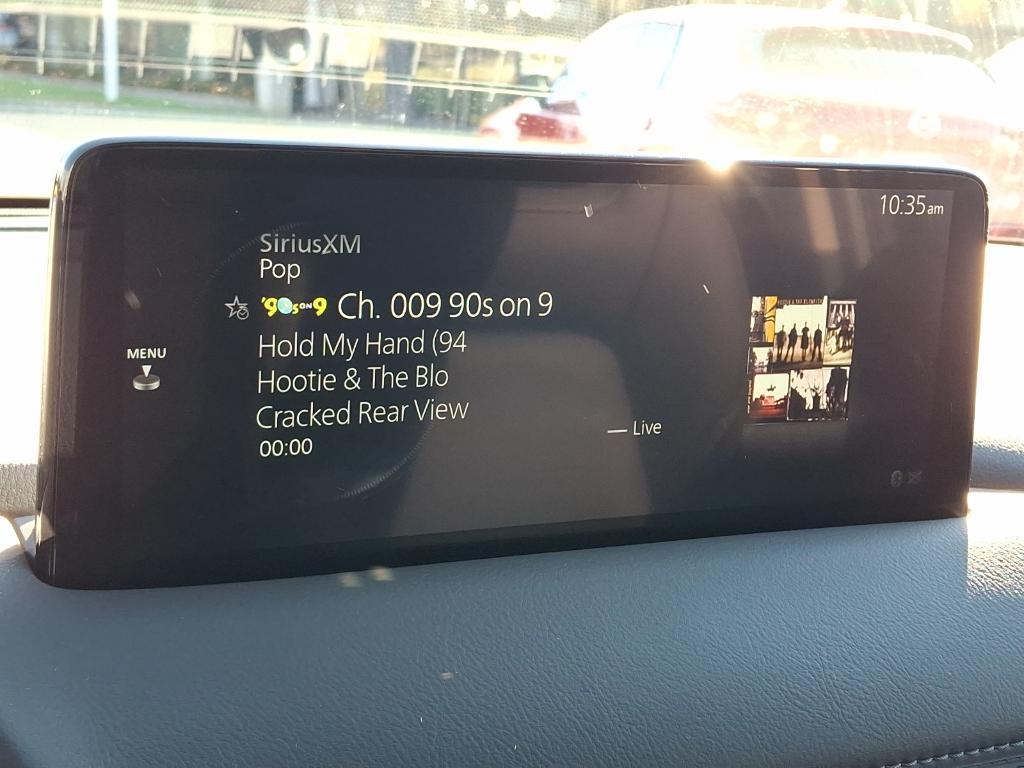 10:35am
SiriusXM
Pop
'90s ON 9 Ch. 009 90s on 9
Hold My Hand (94
Hootie & The Blo
Cracked Rear View
00:00
Live
MENU